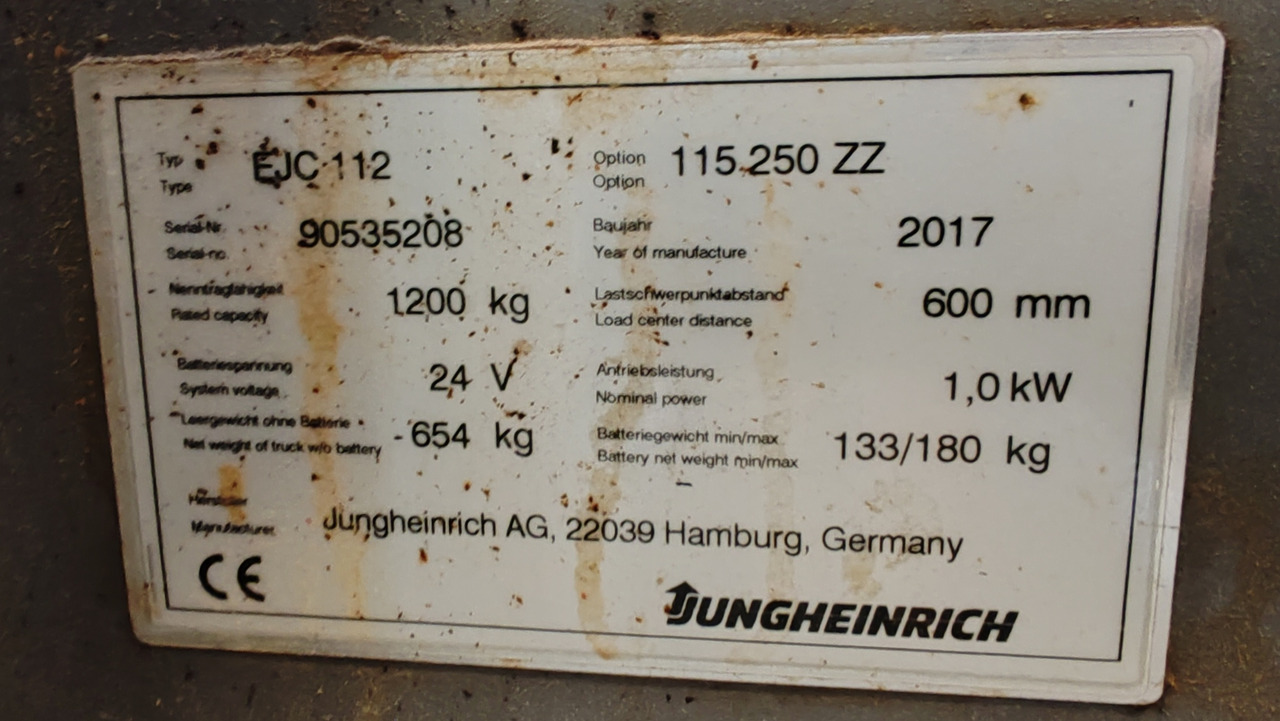 Typ EJC 112 Option 115.250 ZZ
Type Option
Serial-Nr. 90535208 Baujahr 2017
Serial-no. Year of manufacture
Nenntragfähigkeit 1200 kg Lastschwerpunktabstand 600 mm
Rated capacity Load center distance
Batteriespannung 24 V Antriebsleistung 1,0 kW
System voltage Nominal power
Leergewicht ohne Batterie 654 kg Batteriegewicht min/max 133/180 kg
Net weight of truck w/o battery Battery net weight min/max
Hersteller
Manufacturer Jungheinrich AG, 22039 Hamburg, Germany
CE JUNGHEINRICH